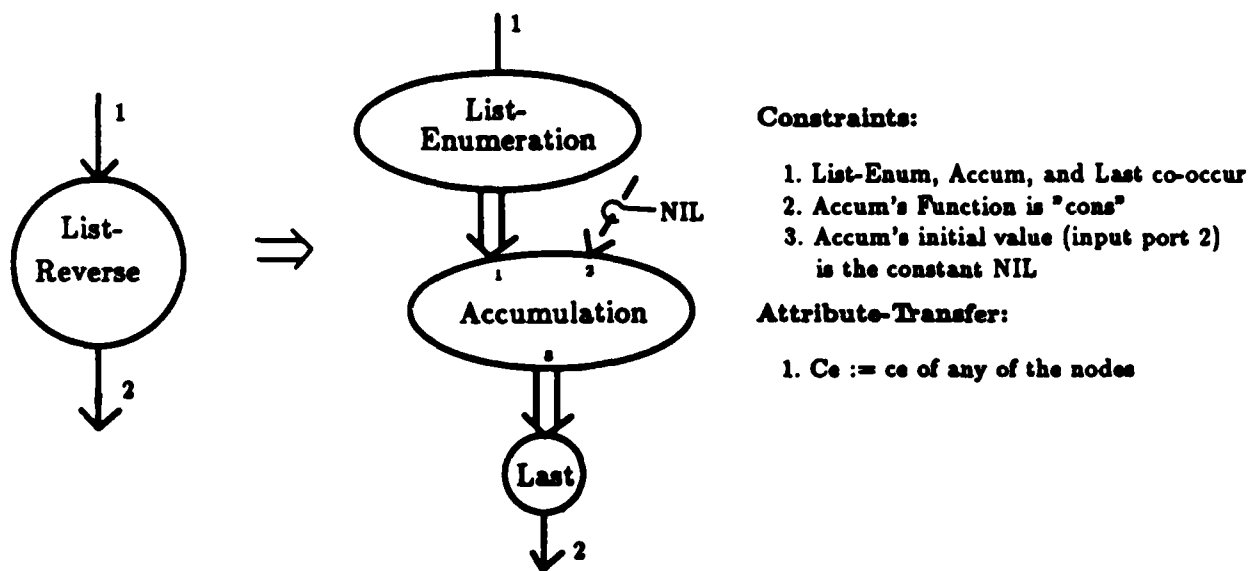 1
List-
Reverse
2
⇒
1
List-
Enumeration
NIL
1 2
Accumulation
3
Last
2
Constraints:
1. List-Enum, Accum, and Last co-occur
2. Accum's Function is "cons"
3. Accum's initial value (input port 2)
is the constant NIL
Attribute-Transfer:
1. Ce := ce of any of the nodes